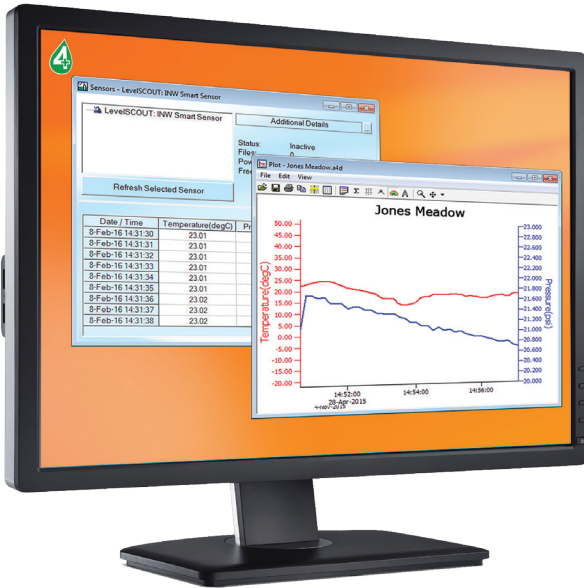 4
Sensors - LevelSCOUT: INW Smart Sensor
LevelSCOUT: INW Smart Sensor
Additional Details
...
Status: Inactive
Files: 0
Refresh Selected Sensor
Date / Time Temperature(degC)
8-Feb-16 14:31:30 23.01
8-Feb-16 14:31:31 23.01
8-Feb-16 14:31:32 23.01
8-Feb-16 14:31:33 23.01
8-Feb-16 14:31:34 23.01
8-Feb-16 14:31:35 23.01
8-Feb-16 14:31:36 23.02
8-Feb-16 14:31:37 23.02
8-Feb-16 14:31:38 23.02
Plot - Jones Meadow.a4d
File Edit View
Jones Meadow
Temperature(degC)
50.00
45.00
40.00
35.00
30.00
25.00
20.00
15.00
10.00
5.00
0.00
-5.00
-10.00
-15.00
-20.00
23.000
22.800
22.600
22.400
22.200
22.000
21.800
21.600
21.400
21.200
21.000
20.800
20.600
20.400
20.200
20.000
Pressure(psi)
14:52:00 14:54:00 14:56:00
28-Apr-2015
4-Nov-2015